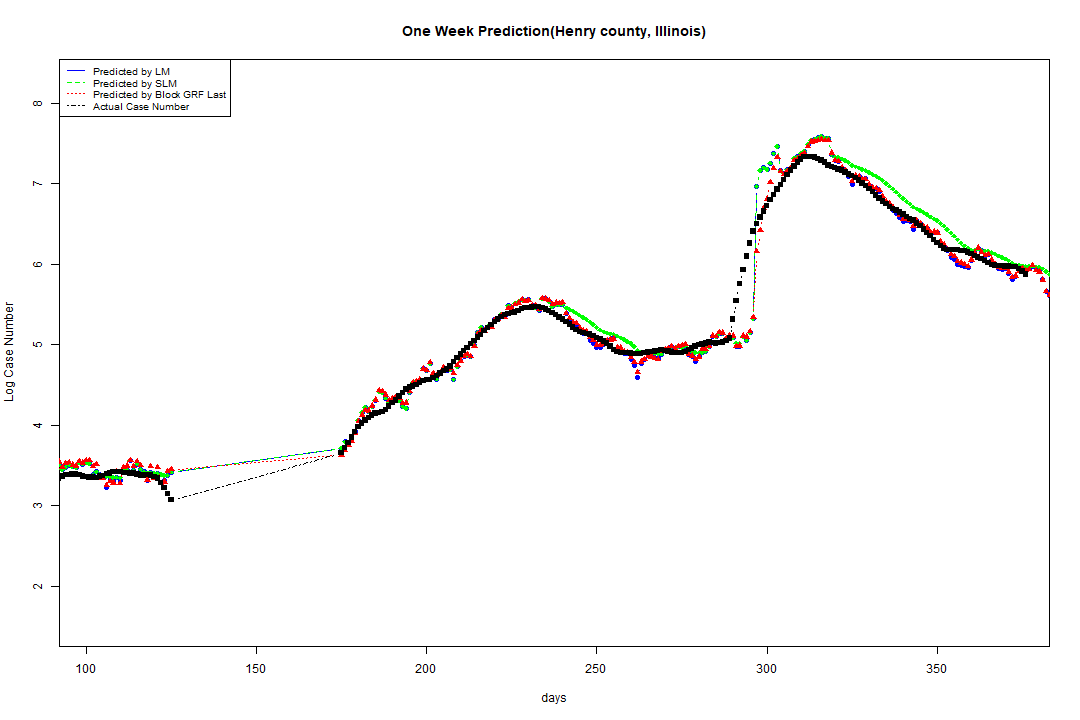 One Week Prediction(Henry county, Illinois)
Predicted by LM
Predicted by SLM
Predicted by Block GRF Last
Actual Case Number
8
7
6
5
4
3
2
Log Case Number
100 150 200 250 300 350
days